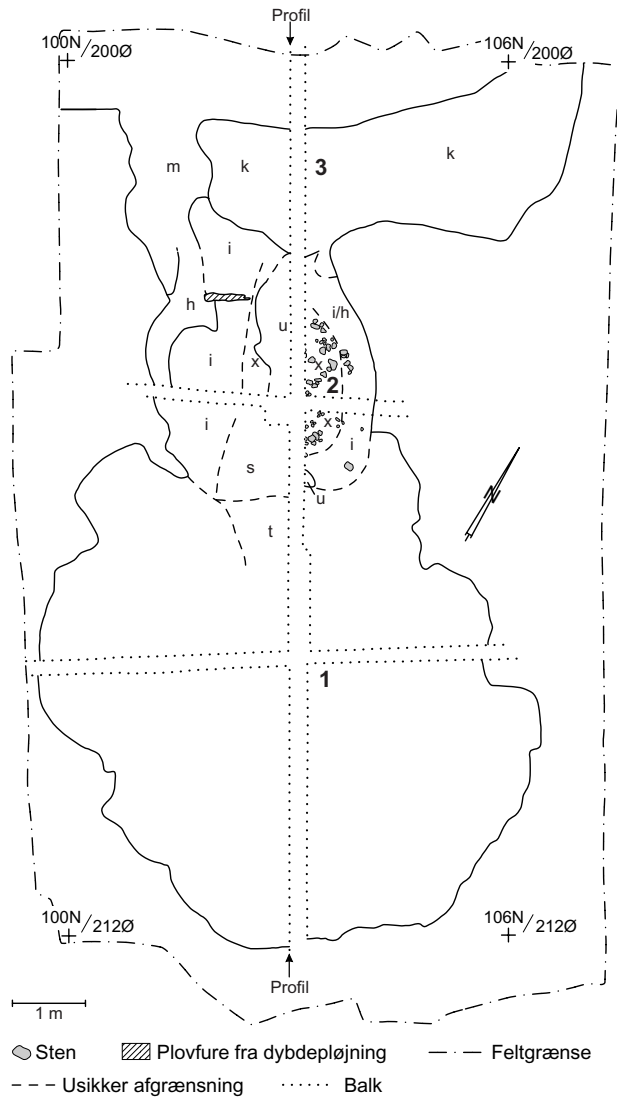 Profil
100N/200Ø 106N/200Ø
m k 3 k
i
h u i/h
i x x
2
i x
s i
u
t
1
100N/212Ø 106N/212Ø
Profil
1 m
Sten Plovfure fra dybdepløjning Feltgrænse
Usikker afgrænsning Balk